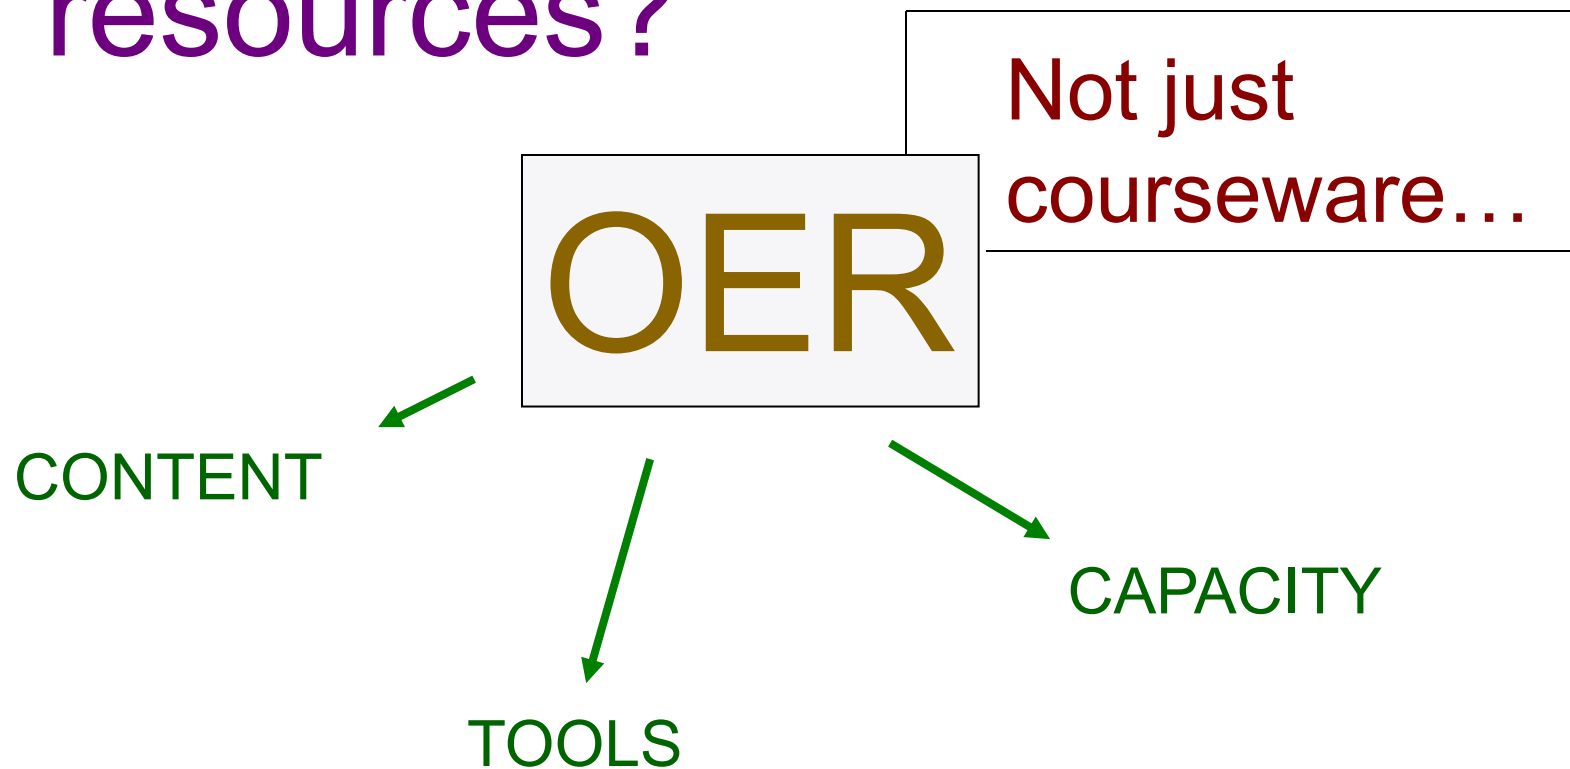 resources?
Not just
courseware…
OER
CONTENT
CAPACITY
TOOLS